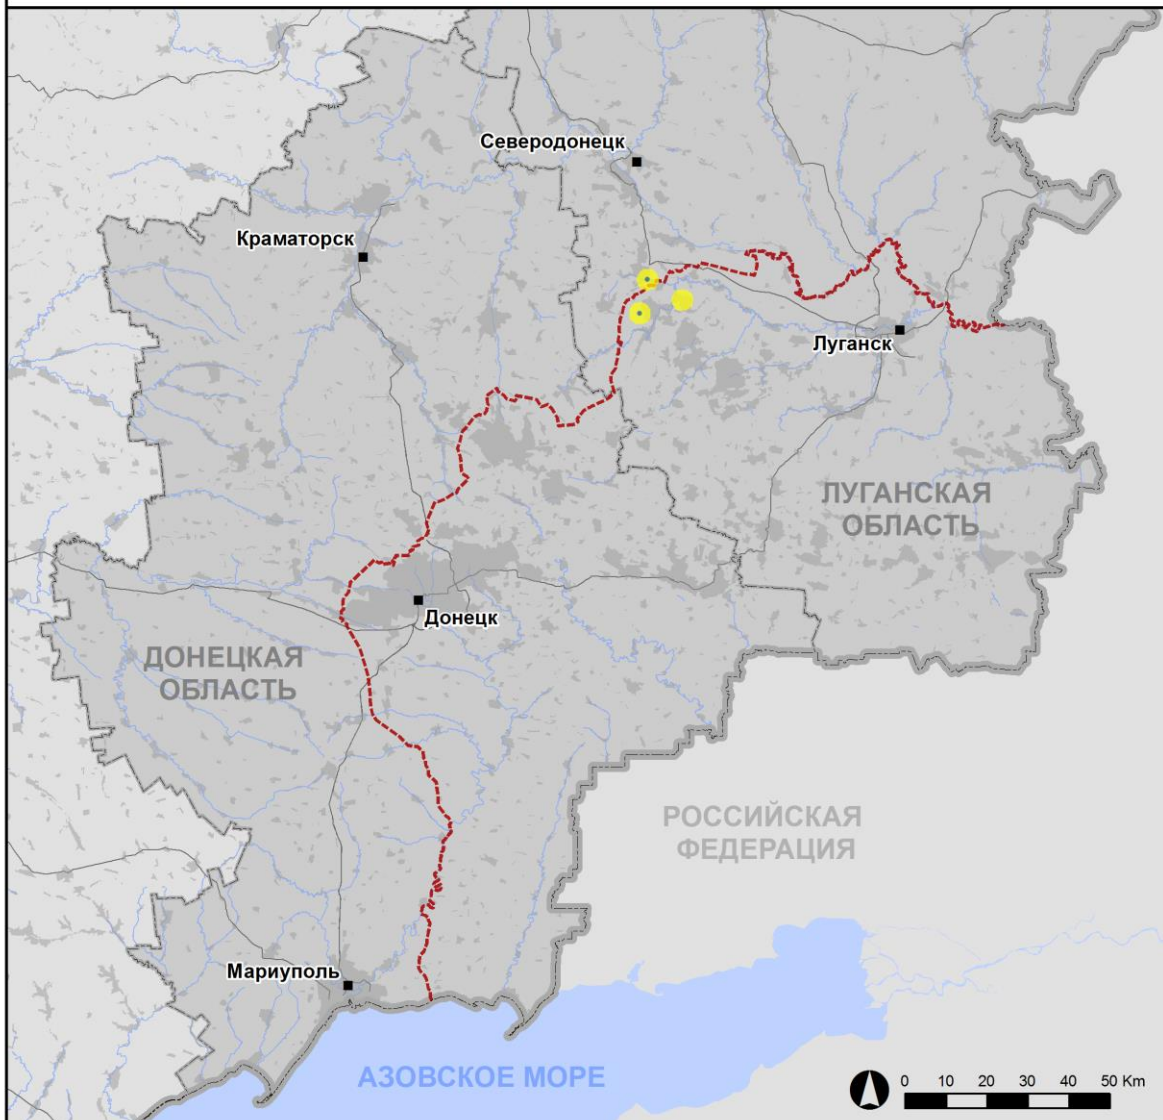 Северодонецк
Краматорск
Луганск
ЛУГАНСКАЯ
ОБЛАСТЬ
Донецк
ДОНЕЦКАЯ
ОБЛАСТЬ
РОССИЙСКАЯ
ФЕДЕРАЦИЯ
Мариуполь
АЗОВСКОЕ МОРЕ
0 10 20 30 40 50 Km